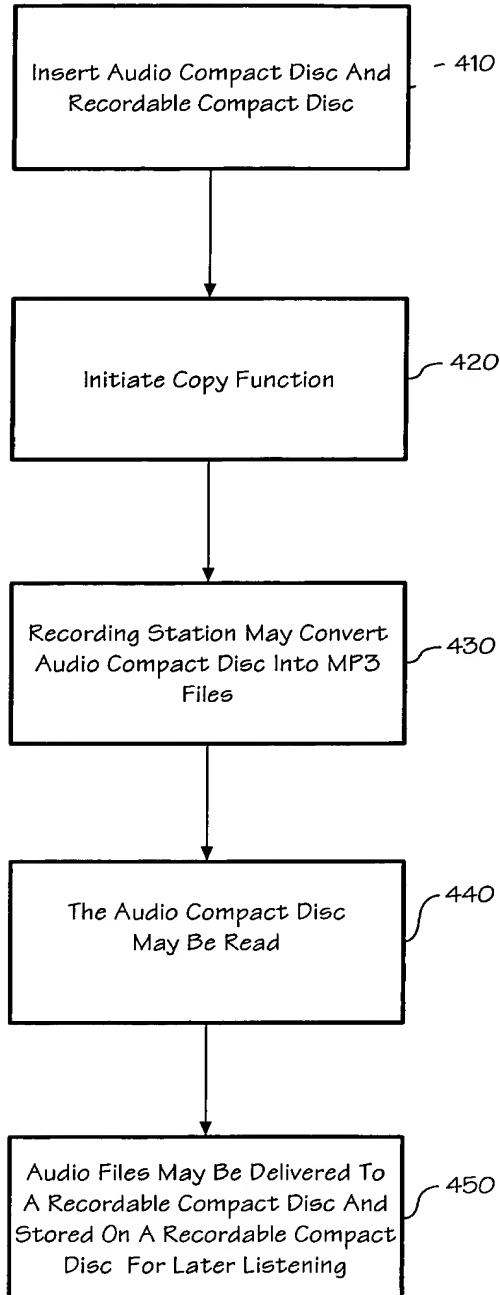 Insert Audio Compact Disc And
Recordable Compact Disc
410
Initiate Copy Function
420
Recording Station May Convert
Audio Compact Disc Into MP3
Files
430
The Audio Compact Disc
May Be Read
440
Audio Files May Be Delivered To
A Recordable Compact Disc And
Stored On A Recordable Compact
Disc For Later Listening
450